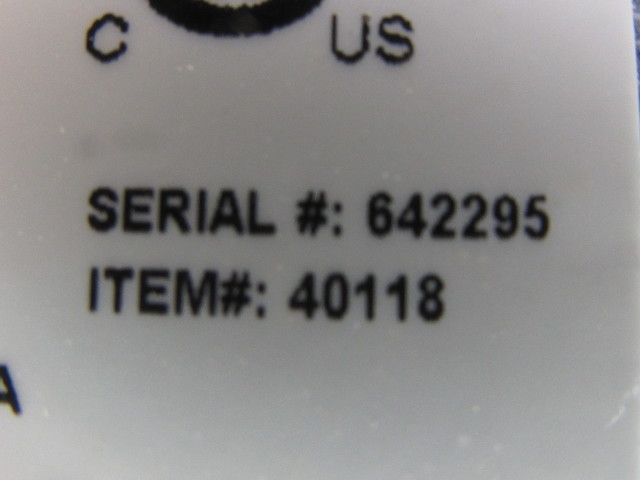 C US
SERIAL #: 642295
ITEM#: 40118
A